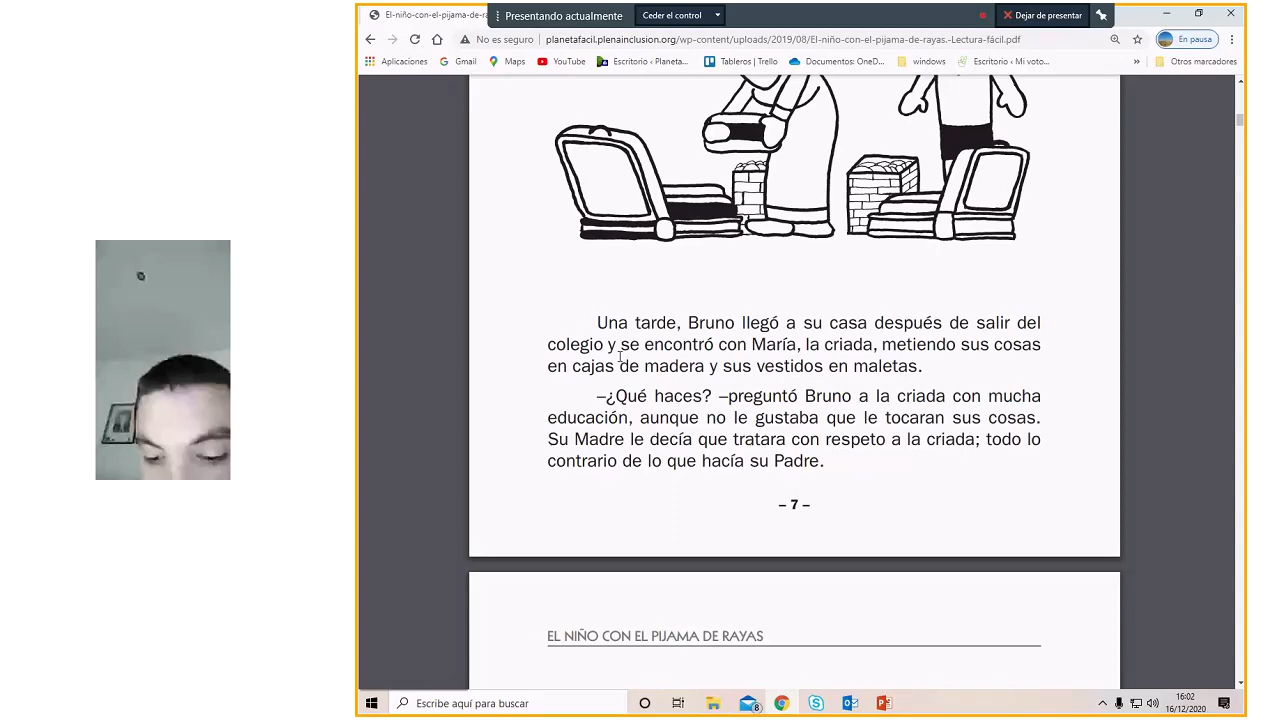 El-niño-con-el-pijama-de-ra
Presentando actualmente
Ceder el control
Dejar de presentar
No es seguro
planetafacil.plenainclusion.org/wp-content/uploads/2019/08/El-niño-con-el-pijama-de-rayas.-Lectura-fácil.pdf
En pausa
Aplicaciones
Gmail
Maps
YouTube
Escritorio ‹ Planeta...
Tableros | Trello
Documentos: OneD...
windows
Escritorio ‹ Mi voto...
»
Otros marcadores
Una tarde, Bruno llegó a su casa después de salir del
colegio y se encontró con María, la criada, metiendo sus cosas
en cajas de madera y sus vestidos en maletas.
–¿Qué haces? –preguntó Bruno a la criada con mucha
educación, aunque no le gustaba que le tocaran sus cosas.
Su Madre le decía que tratara con respeto a la criada; todo lo
contrario de lo que hacía su Padre.
– 7 –
EL NIÑO CON EL PIJAMA DE RAYAS
Escribe aquí para buscar
8
16:02
16/12/2020